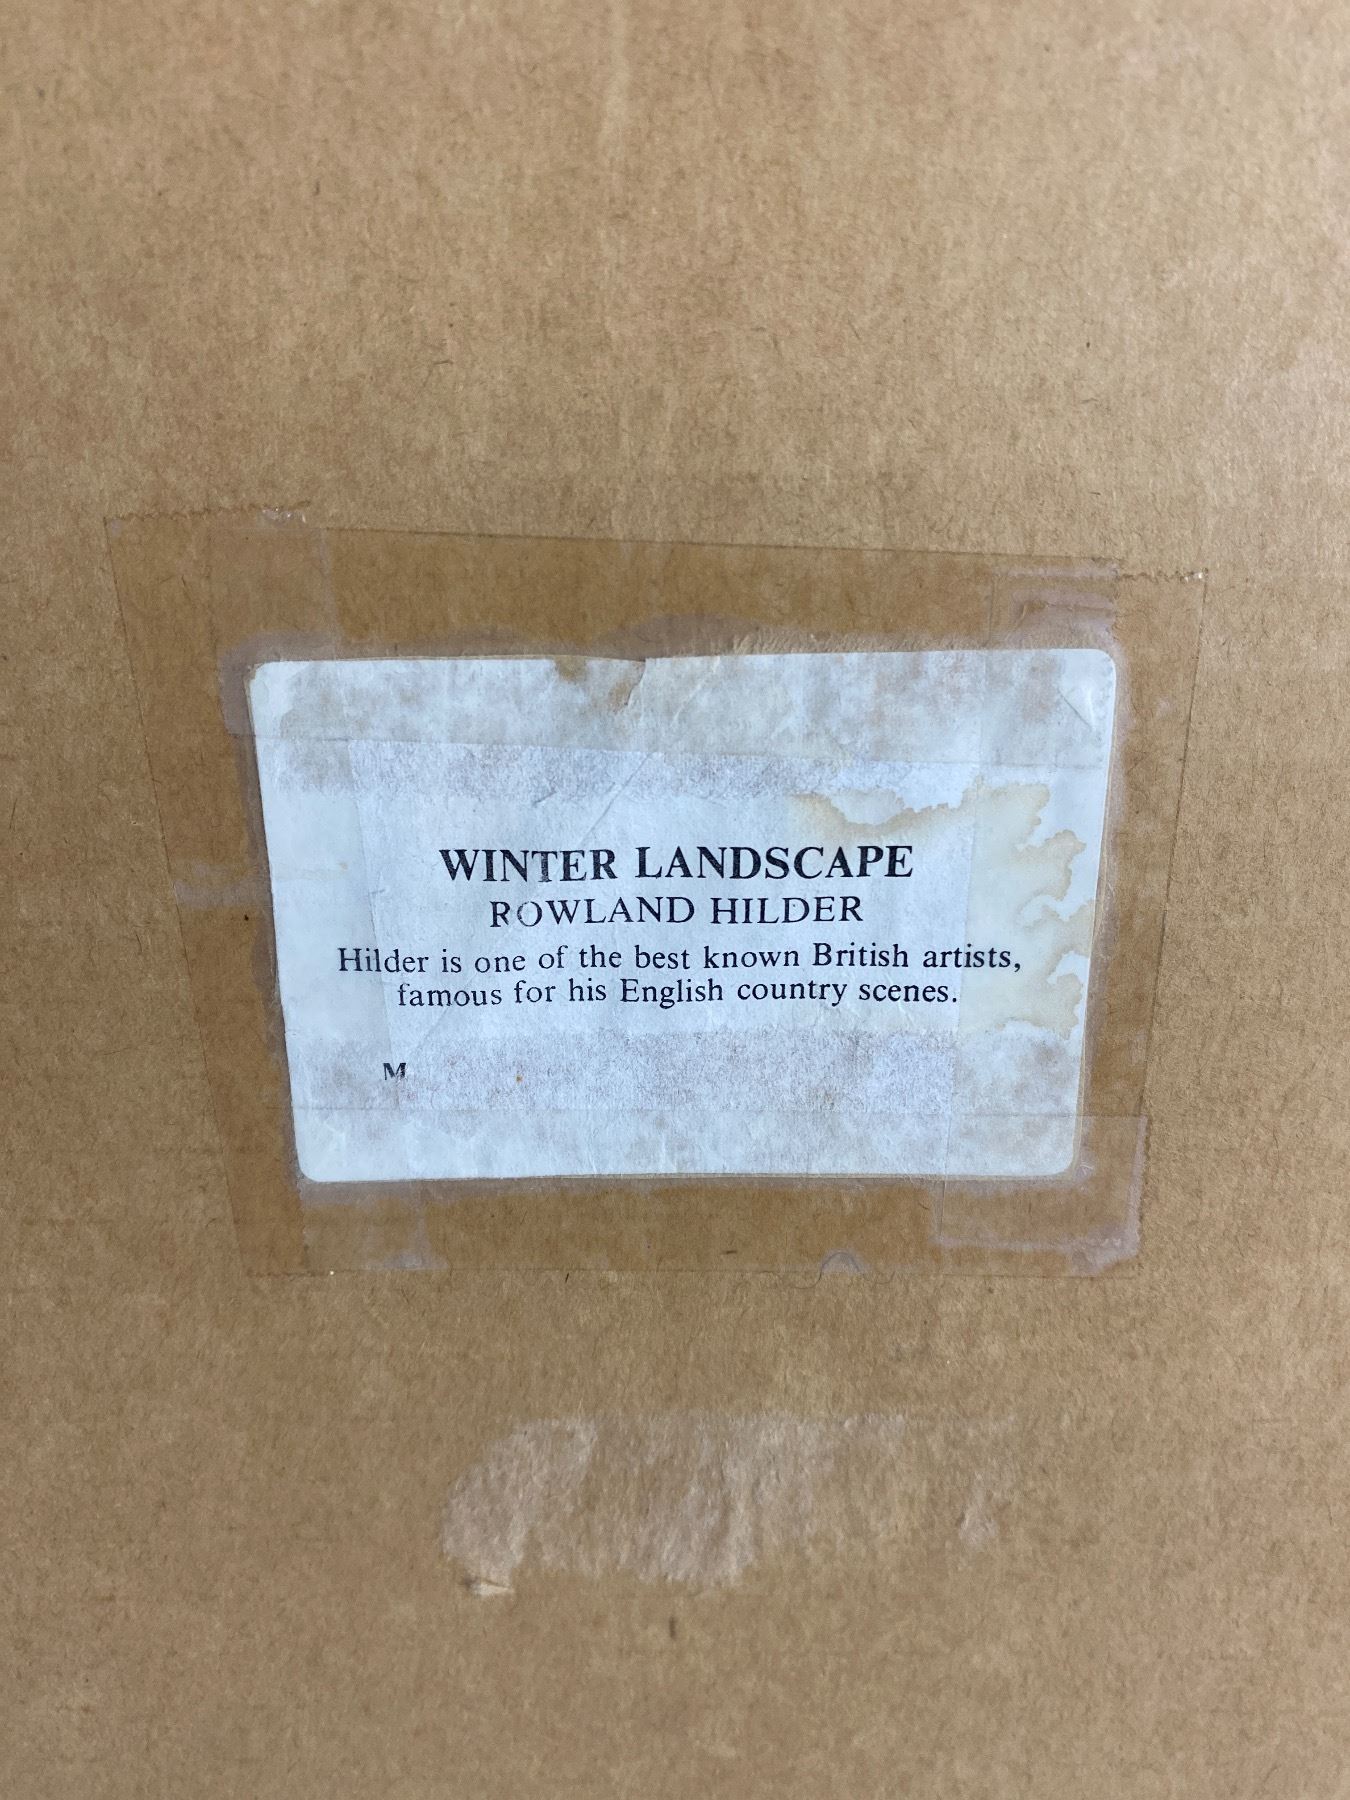 WINTER LANDSCAPE
ROWLAND HILDER
Hilder is one of the best known British artists,
famous for his English country scenes.
M